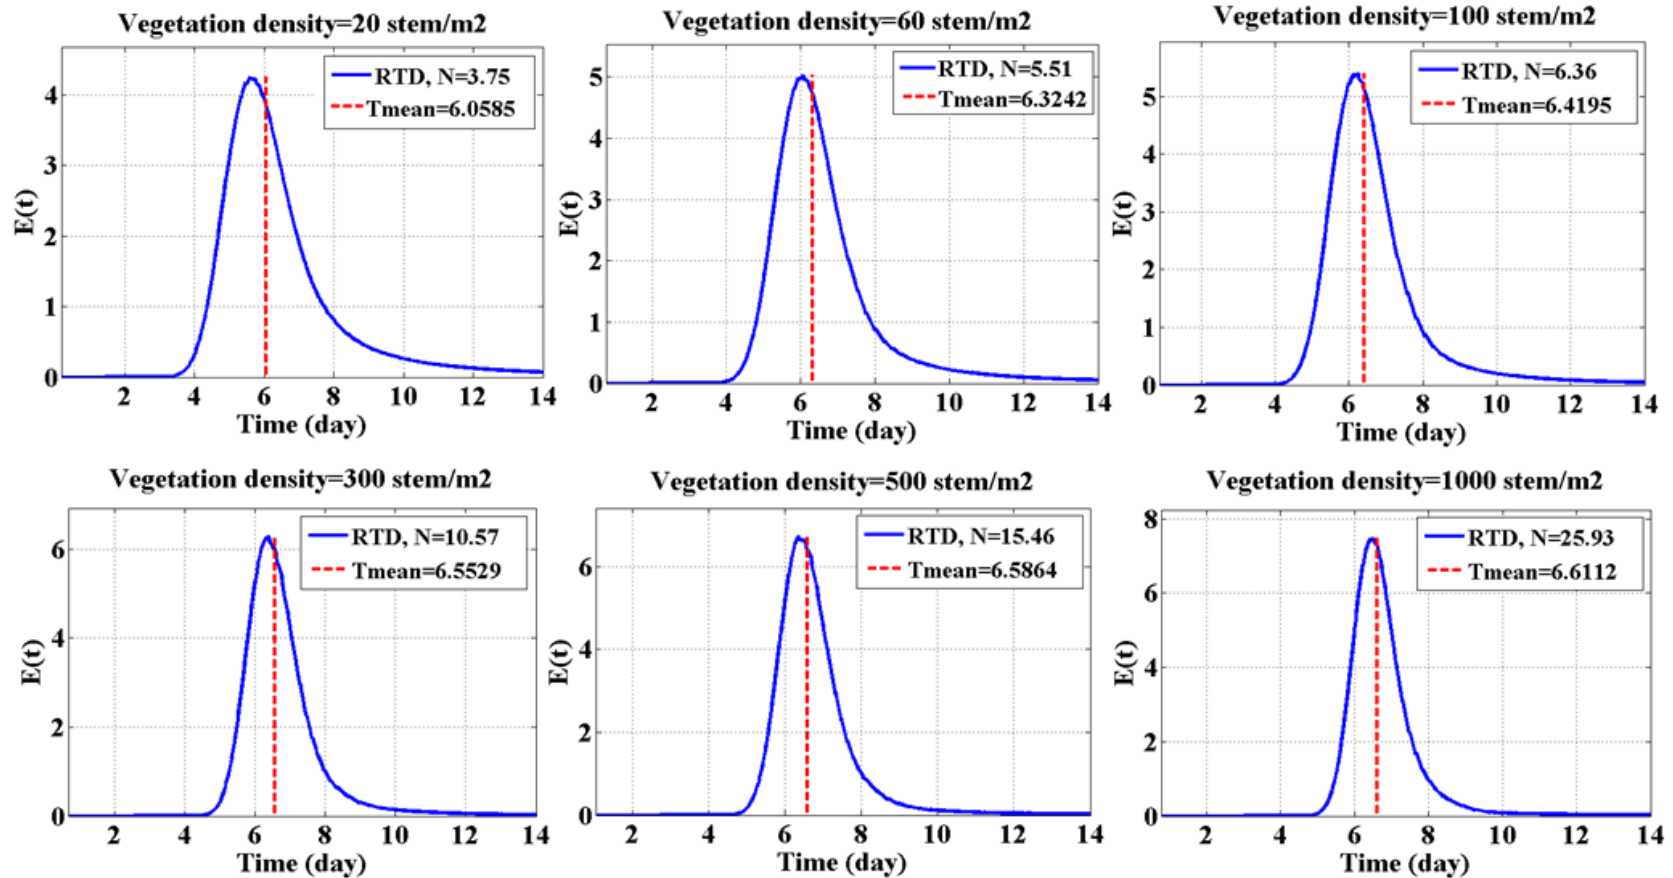 Vegetation density=20 stem/m2
RTD, N=3.75
Tmean=6.0585
E(t)
4
3
2
1
0
2 4 6 8 10 12 14
Time (day)
Vegetation density=60 stem/m2
RTD, N=5.51
Tmean=6.3242
E(t)
5
4
3
2
1
0
2 4 6 8 10 12 14
Time (day)
Vegetation density=100 stem/m2
RTD, N=6.36
Tmean=6.4195
E(t)
5
4
3
2
1
0
2 4 6 8 10 12 14
Time (day)
Vegetation density=300 stem/m2
RTD, N=10.57
Tmean=6.5529
E(t)
6
4
2
0
2 4 6 8 10 12 14
Time (day)
Vegetation density=500 stem/m2
RTD, N=15.46
Tmean=6.5864
E(t)
6
4
2
0
2 4 6 8 10 12 14
Time (day)
Vegetation density=1000 stem/m2
RTD, N=25.93
Tmean=6.6112
E(t)
8
6
4
2
0
2 4 6 8 10 12 14
Time (day)